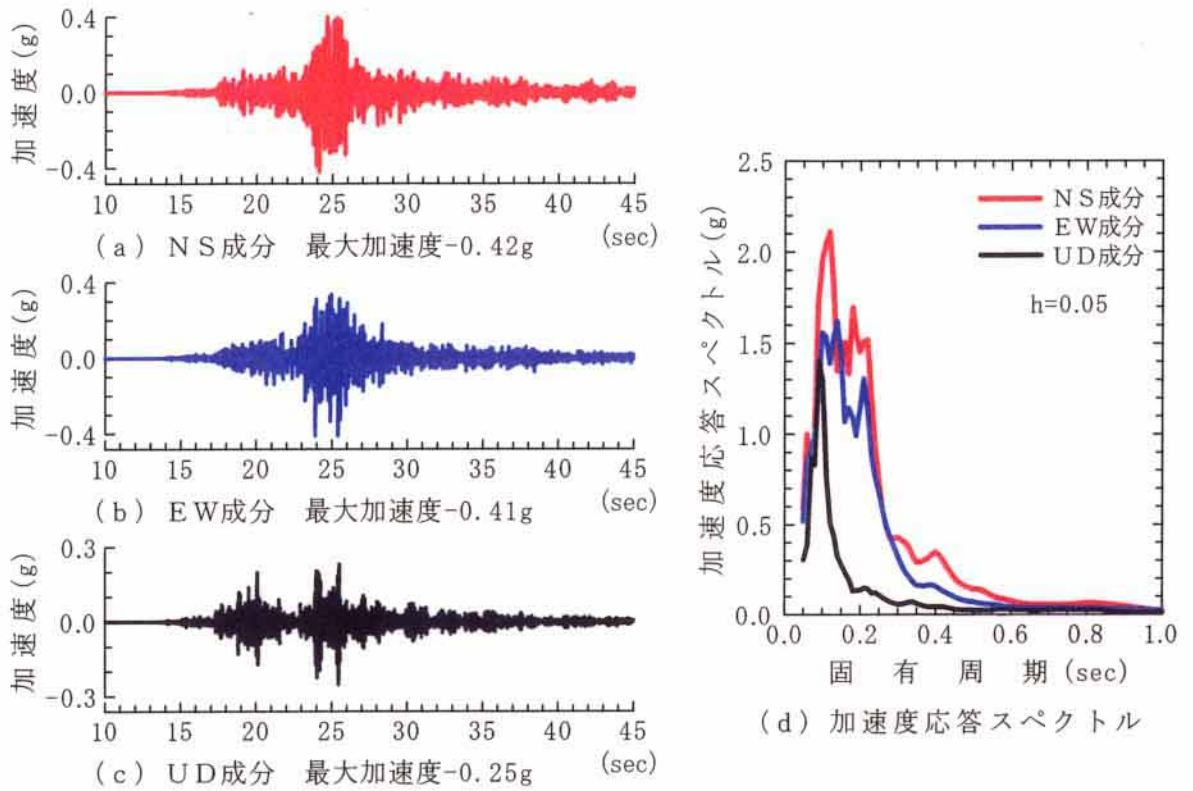 加速度(g)
0.4
0.0
-0.4
10 15 20 25 30 35 40 45
(a) NS成分 最大加速度-0.42g (sec)
加速度(g)
0.4
0.0
-0.4
10 15 20 25 30 35 40 45
(b) EW成分 最大加速度-0.41g (sec)
加速度(g)
0.3
0.0
-0.3
10 15 20 25 30 35 40 45
(c) UD成分 最大加速度-0.25g (sec)
加速度応答スペクトル(g)
2.5
2.0
1.5
1.0
0.5
0.0
NS成分
EW成分
UD成分
h=0.05
0.0 0.2 0.4 0.6 0.8 1.0
固有周期(sec)
(d) 加速度応答スペクトル